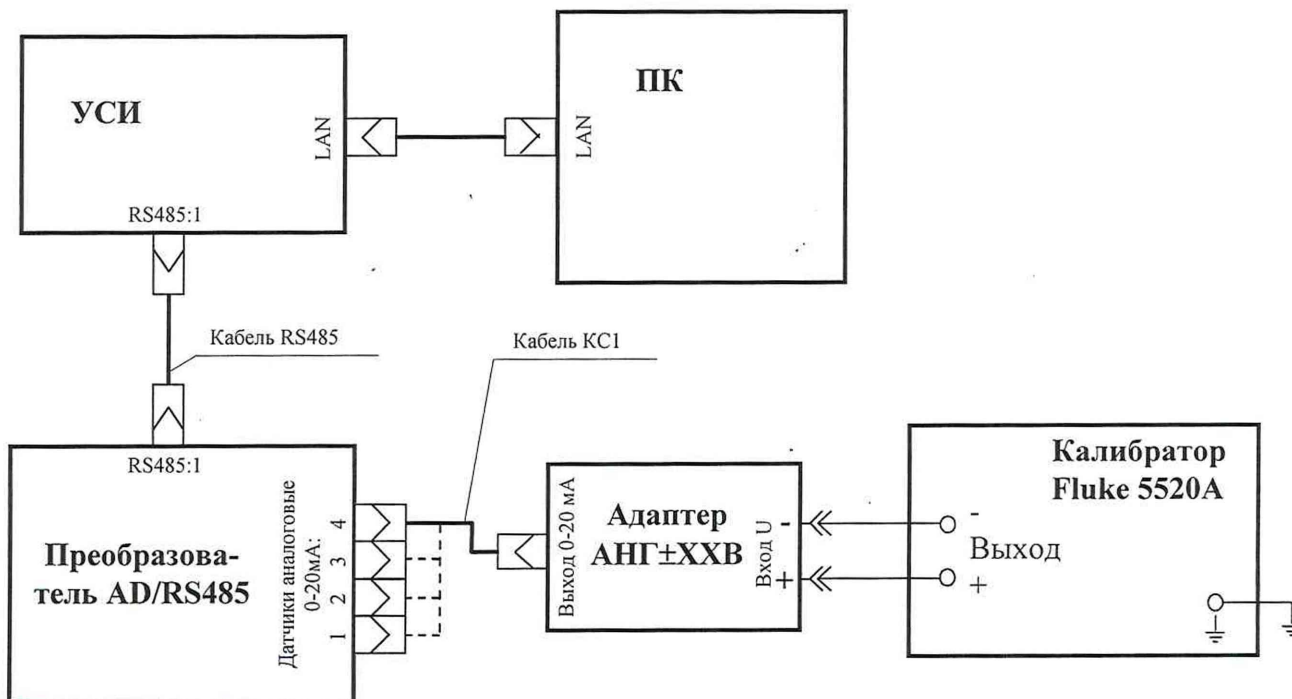 УСИ
LAN
RS485:1
ПК
LAN
Кабель RS485
Кабель КС1
RS485:1
Преобразова-
тель AD/RS485
Датчики аналоговые
0-20мА:
4
3
2
1
Выход 0-20 мА
Адаптер
АНГ±ХХВ
Вход U
-
+
Калибратор
Fluke 5520A
-
Выход
+